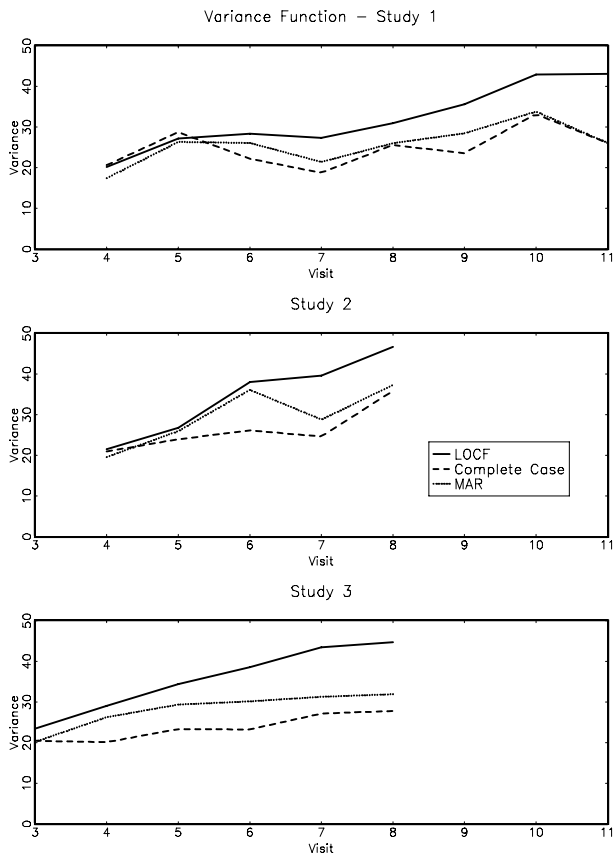 Variance Function – Study 1
Variance
0 10 20 30 40 50
3 4 5 6 7 8 9 10 11
Visit
Study 2
Variance
0 10 20 30 40 50
LOCF
Complete Case
MAR
3 4 5 6 7 8 9 10 11
Visit
Study 3
Variance
0 10 20 30 40 50
3 4 5 6 7 8 9 10 11
Visit